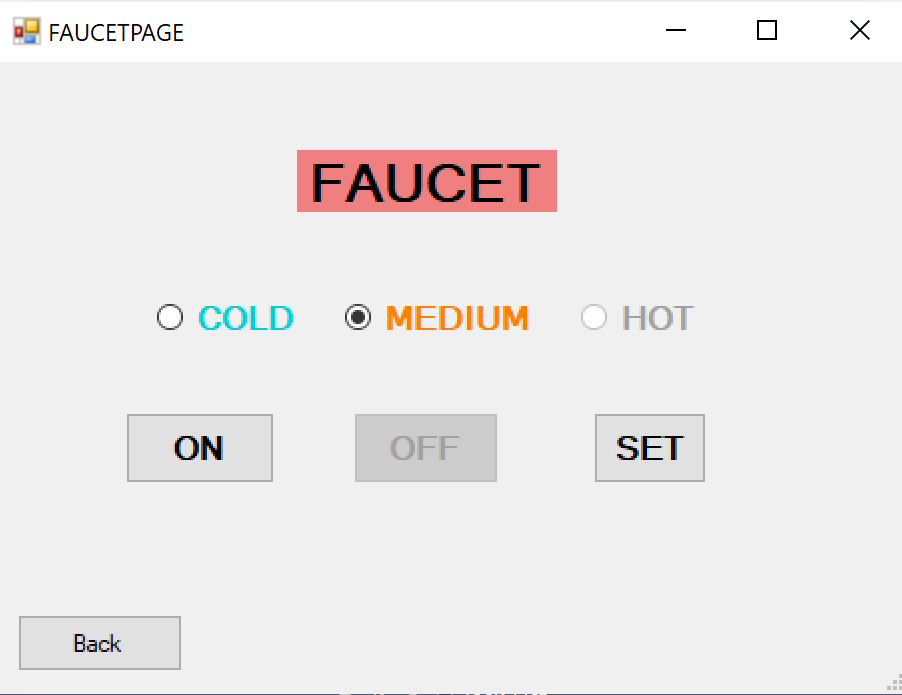 FAUCETPAGE
FAUCET
COLD MEDIUM HOT
ON OFF SET
Back